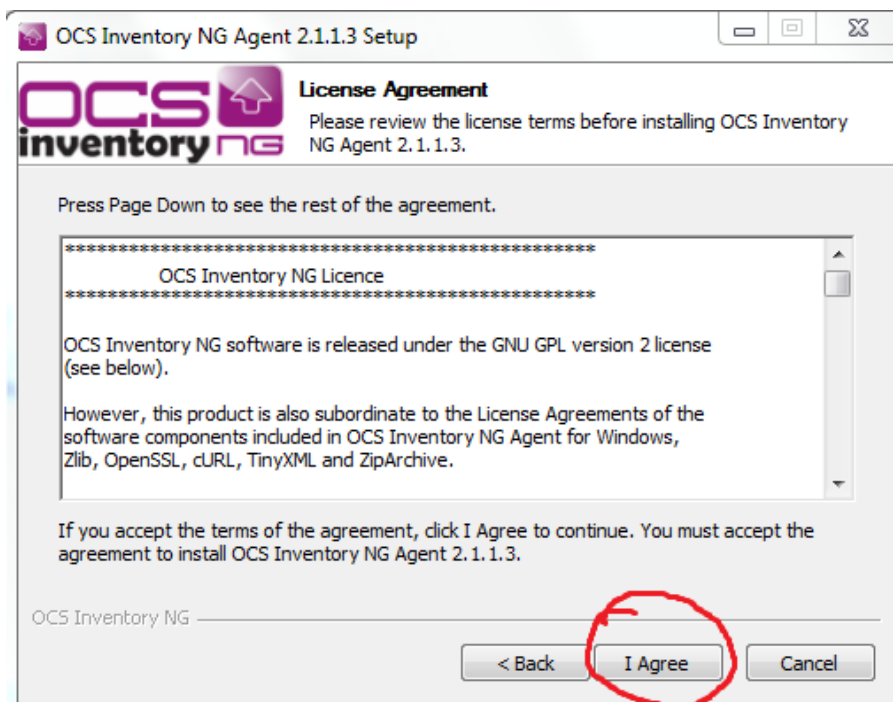 OCS Inventory NG Agent 2.1.1.3 Setup
OCS
inventory NG
License Agreement
Please review the license terms before installing OCS Inventory
NG Agent 2.1.1.3.
Press Page Down to see the rest of the agreement.
**************************************************
OCS Inventory NG Licence
**************************************************
OCS Inventory NG software is released under the GNU GPL version 2 license
(see below).
However, this product is also subordinate to the License Agreements of the
software components included in OCS Inventory NG Agent for Windows,
Zlib, OpenSSL, cURL, TinyXML and ZipArchive.
If you accept the terms of the agreement, click I Agree to continue. You must accept the
agreement to install OCS Inventory NG Agent 2.1.1.3.
OCS Inventory NG
< Back
I Agree
Cancel